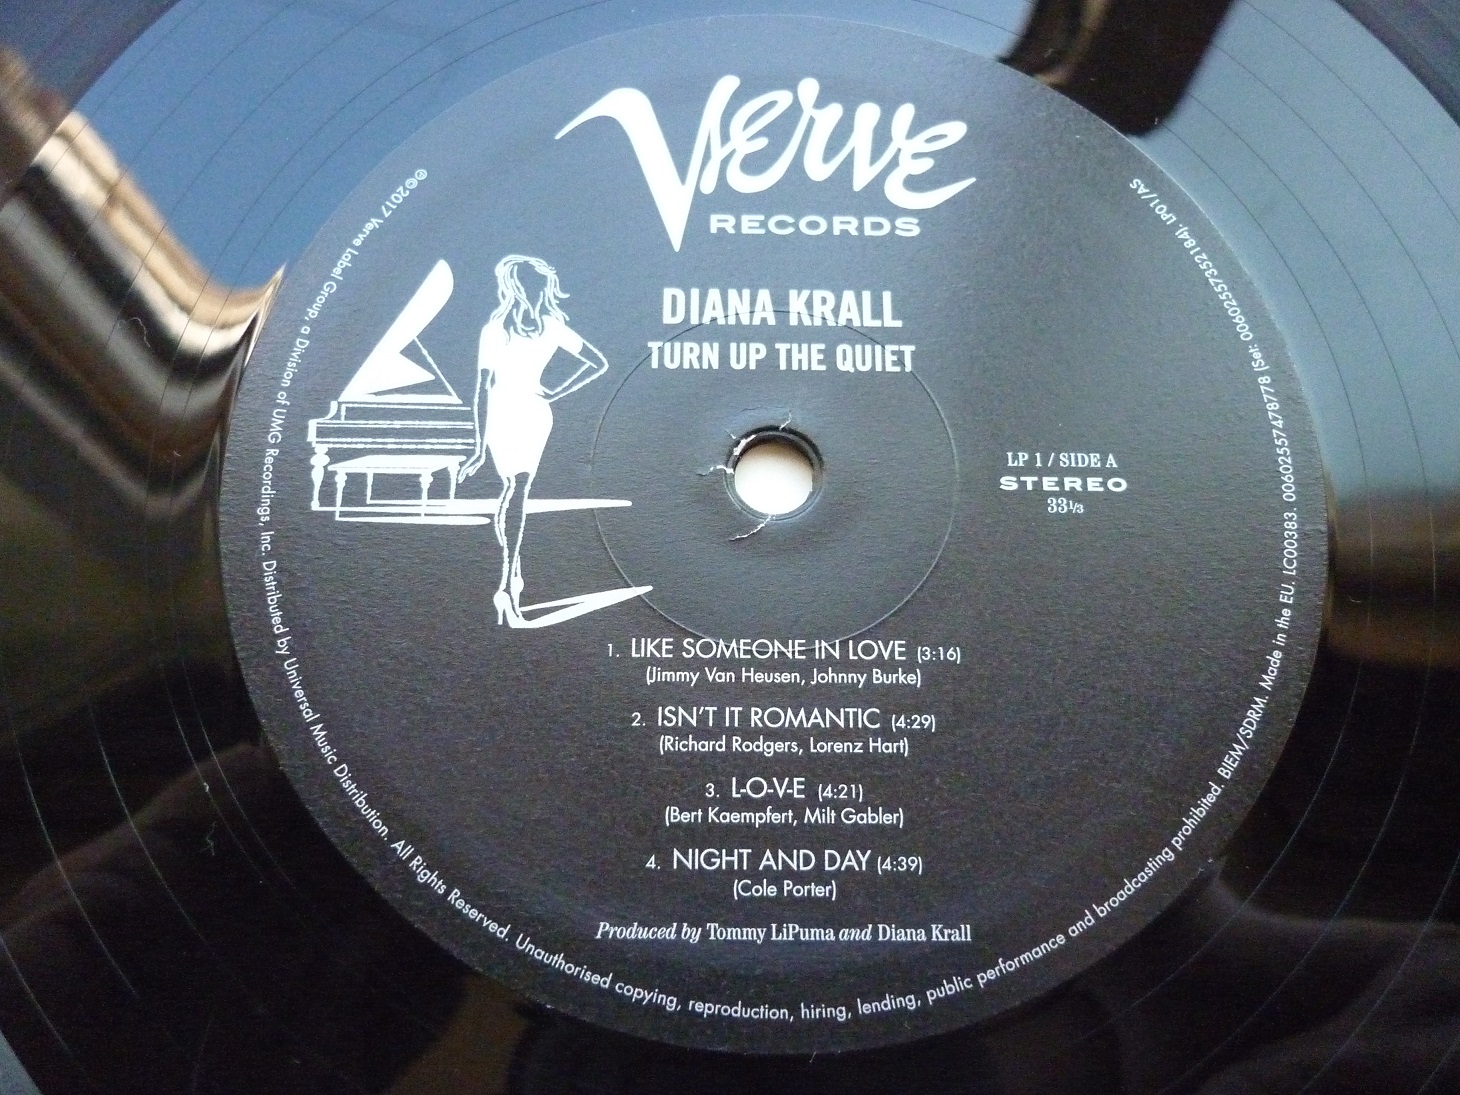 Verve
RECORDS
DIANA KRALL
TURN UP THE QUIET
LP 1 / SIDE A
STEREO
33⅓
1. LIKE SOMEONE IN LOVE (3:16)
(Jimmy Van Heusen, Johnny Burke)
2. ISN'T IT ROMANTIC (4:29)
(Richard Rodgers, Lorenz Hart)
3. L-O-V-E (4:21)
(Bert Kaempfert, Milt Gabler)
4. NIGHT AND DAY (4:39)
(Cole Porter)
Produced by Tommy LiPuma and Diana Krall
℗©2017 Verve Label Group, a Division of UMG Recordings, Inc. Distributed by Universal Music Distribution. All Rights Reserved. Unauthorised copying, reproduction, hiring, lending, public performance and broadcasting prohibited. BIEM/SDRM. Made in the EU. LC00383. 00602557478778 (Set: 00602557352184). LP01/AS